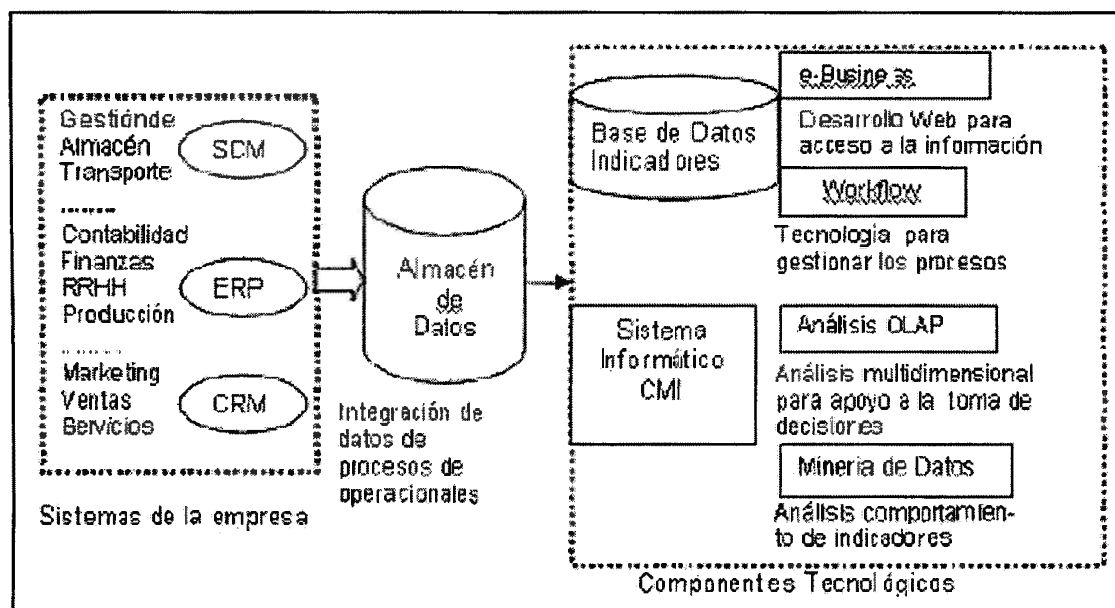 Gestiónde
Almacén
Transporte
SCM
Contabilidad
Finanzas
RRHH
Producción
ERP
Marketing
Ventas
Servicios
CRM
Sistemas de la empresa
Almacén
de
Datos
Integración de
datos de
procesos de
operacionales
Base de Datos
Indicadores
e-Business
Desarrollo Web para
acceso a la información
Workflow
Tecnologia para
gestionar los procesos
Sistema
Informático
CMI
Análisis OLAP
Análisis multidimensional
para apoyo a la toma de
decisiones
Mineria de Datos
Análisis comportamien-
to de indicadores
Componentes Tecnológicos